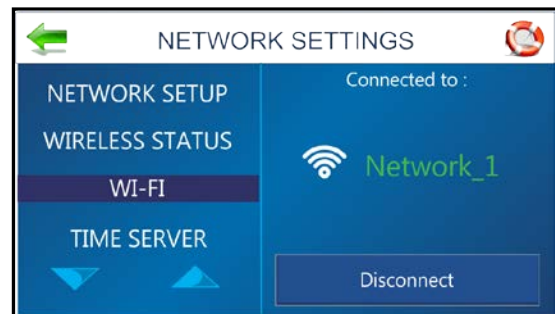 NETWORK SETTINGS
NETWORK SETUP
WIRELESS STATUS
WI-FI
TIME SERVER
Connected to :
Network_1
Disconnect